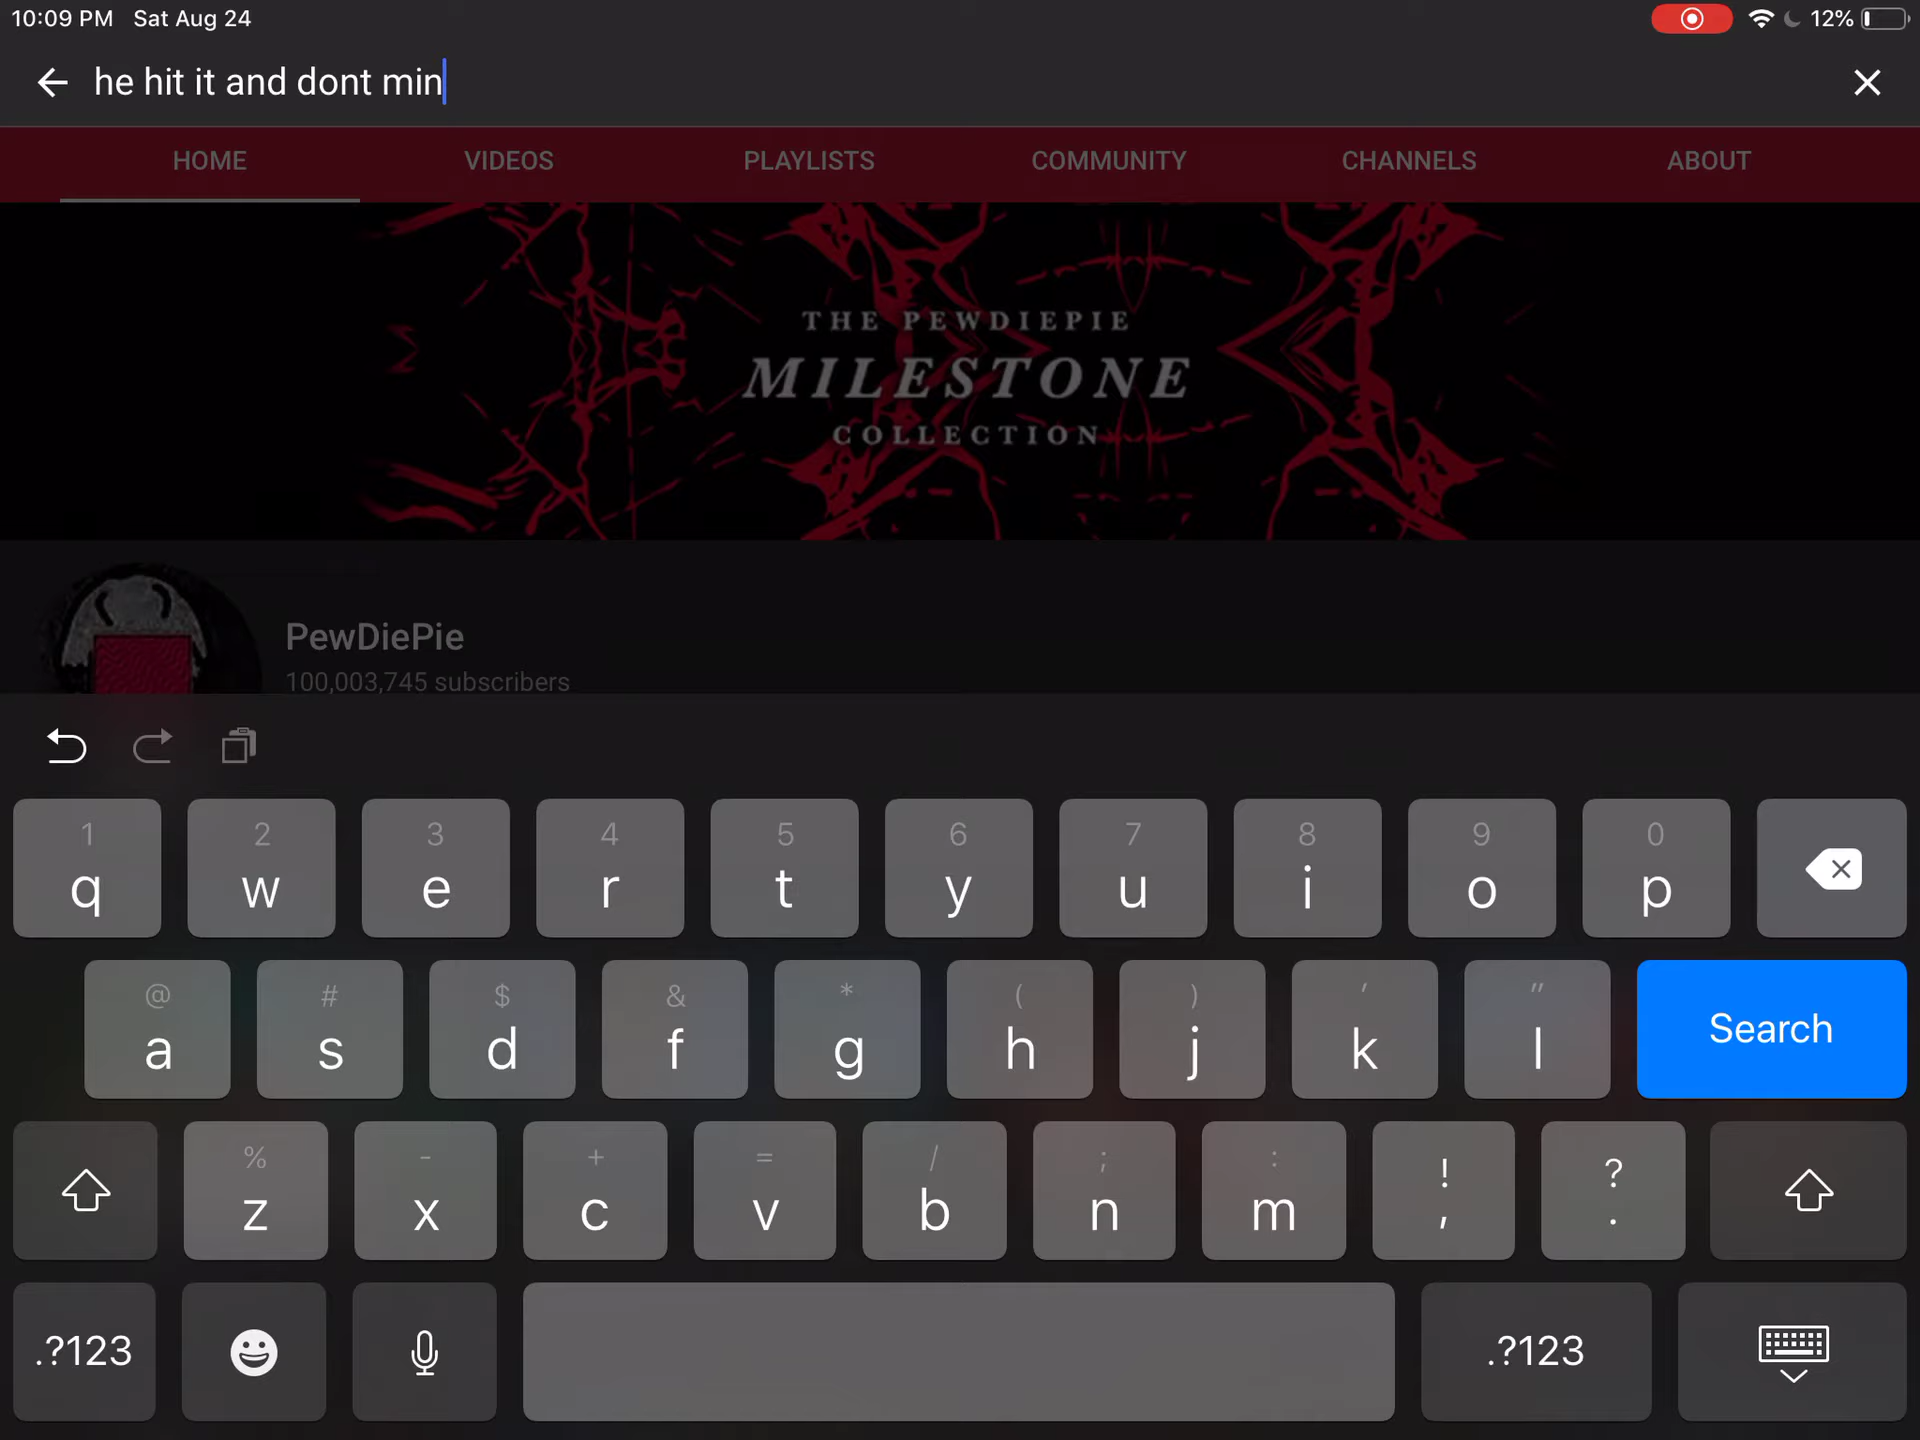 10:09 PM Sat Aug 24 12%
he hit it and dont min
HOME VIDEOS PLAYLISTS COMMUNITY CHANNELS ABOUT
THE PEWDIEPIE
MILESTONE
COLLECTION
PewDiePie
100,003,745 subscribers
1 2 3 4 5 6 7 8 9 0
q w e r t y u i o p
@ # $ & * ( ) ' "
a s d f g h j k l Search
% - + = / ; : ! ?
z x c v b n m , .
.?123 .?123